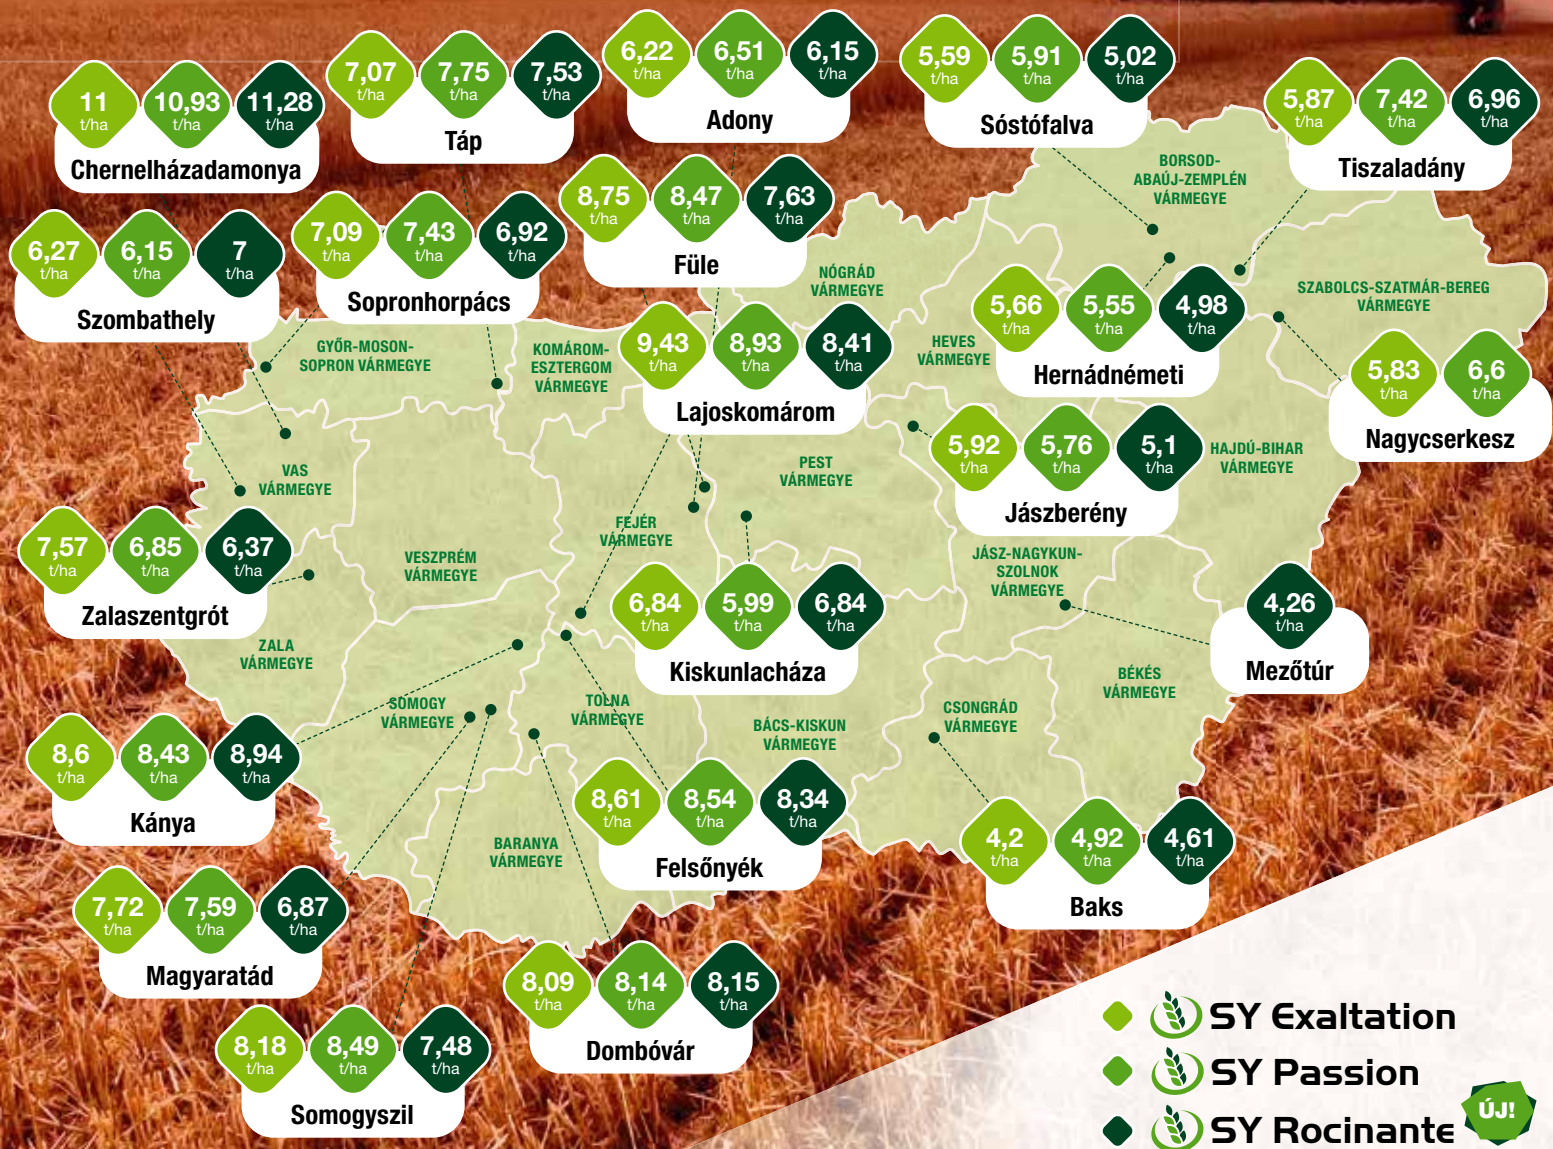 11 t/ha 10,93 t/ha 11,28 t/ha
Chernelházadamonya
7,07 t/ha 7,75 t/ha 7,53 t/ha
Táp
6,22 t/ha 6,51 t/ha 6,15 t/ha
Adony
5,59 t/ha 5,91 t/ha 5,02 t/ha
Sóstófalva
5,87 t/ha 7,42 t/ha 6,96 t/ha
Tiszaladány
6,27 t/ha 6,15 t/ha 7 t/ha
Szombathely
7,09 t/ha 7,43 t/ha 6,92 t/ha
Sopronhorpács
8,75 t/ha 8,47 t/ha 7,63 t/ha
Füle
BORSOD-
ABAÚJ-ZEMPLÉN
VÁRMEGYE
NÓGRÁD
VÁRMEGYE
SZABOLCS-SZATMÁR-BEREG
VÁRMEGYE
GYŐR-MOSON-
SOPRON VÁRMEGYE
KOMÁROM-
ESZTERGOM
VÁRMEGYE
9,43 t/ha 8,93 t/ha 8,41 t/ha
Lajoskomárom
HEVES
VÁRMEGYE
5,66 t/ha 5,55 t/ha 4,98 t/ha
Hernádnémeti
5,83 t/ha 6,6 t/ha
Nagycserkesz
VAS
VÁRMEGYE
PEST
VÁRMEGYE
5,92 t/ha 5,76 t/ha 5,1 t/ha
Jászberény
HAJDÚ-BIHAR
VÁRMEGYE
7,57 t/ha 6,85 t/ha 6,37 t/ha
Zalaszentgrót
VESZPRÉM
VÁRMEGYE
FEJÉR
VÁRMEGYE
JÁSZ-NAGYKUN-
SZOLNOK
VÁRMEGYE
6,84 t/ha 5,99 t/ha 6,84 t/ha
Kiskunlacháza
4,26 t/ha
Mezőtúr
ZALA
VÁRMEGYE
SOMOGY
VÁRMEGYE
TOLNA
VÁRMEGYE
BÁCS-KISKUN
VÁRMEGYE
CSONGRÁD
VÁRMEGYE
BÉKÉS
VÁRMEGYE
8,6 t/ha 8,43 t/ha 8,94 t/ha
Kánya
8,61 t/ha 8,54 t/ha 8,34 t/ha
Felsőnyék
4,2 t/ha 4,92 t/ha 4,61 t/ha
Baks
BARANYA
VÁRMEGYE
7,72 t/ha 7,59 t/ha 6,87 t/ha
Magyaratád
8,09 t/ha 8,14 t/ha 8,15 t/ha
Dombóvár
8,18 t/ha 8,49 t/ha 7,48 t/ha
Somogyszil
SY Exaltation
SY Passion
SY Rocinante
ÚJ!